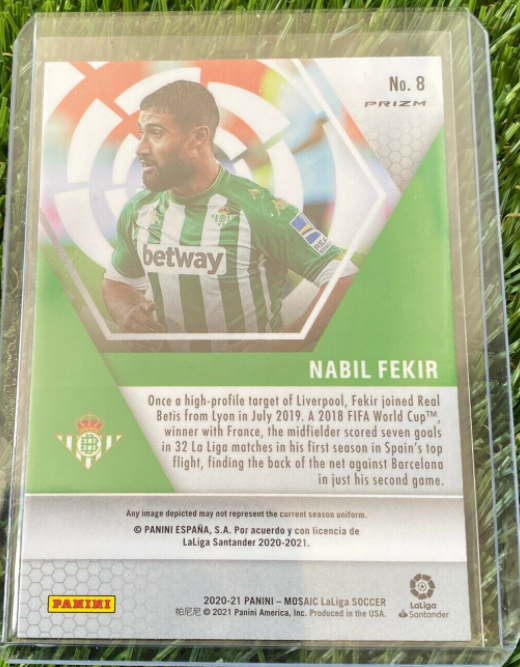 No. 8
PRIZM
betway
NABIL FEKIR
Once a high-profile target of Liverpool, Fekir joined Real
Betis from Lyon in July 2019. A 2018 FIFA World Cup™,
winner with France, the midfielder scored seven goals
in 32 La Liga matches in his first season in Spain's top
flight, finding the back of the net against Barcelona
in just his second game.
Any image depicted may not represent the current season uniform.
© PANINI ESPAÑA, S.A. Por acuerdo y con licencia de
LaLiga Santander 2020-2021.
PANINI
2020-21 PANINI – MOSAIC LaLiga SOCCER
帕尼尼 © 2021 Panini America, Inc. Produced in the USA.
LaLiga
Santander